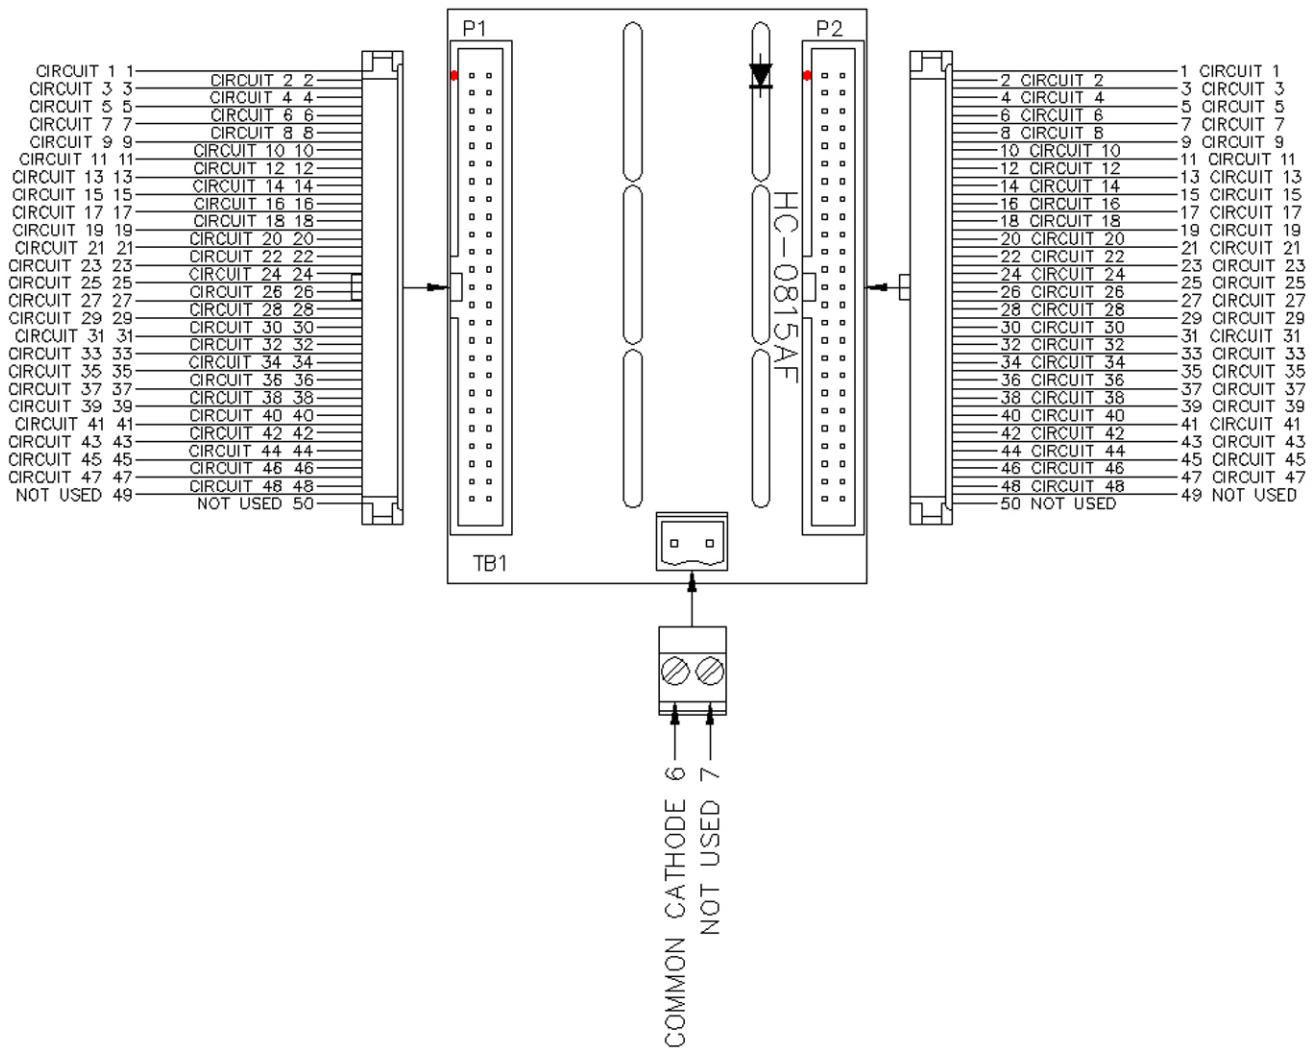 P1
P2
CIRCUIT 1 1
CIRCUIT 2 2
CIRCUIT 3 3
CIRCUIT 4 4
CIRCUIT 5 5
CIRCUIT 6 6
CIRCUIT 7 7
CIRCUIT 8 8
CIRCUIT 9 9
CIRCUIT 10 10
CIRCUIT 11 11
CIRCUIT 12 12
CIRCUIT 13 13
CIRCUIT 14 14
CIRCUIT 15 15
CIRCUIT 16 16
CIRCUIT 17 17
CIRCUIT 18 18
CIRCUIT 19 19
CIRCUIT 20 20
CIRCUIT 21 21
CIRCUIT 22 22
CIRCUIT 23 23
CIRCUIT 24 24
CIRCUIT 25 25
CIRCUIT 26 26
CIRCUIT 27 27
CIRCUIT 28 28
CIRCUIT 29 29
CIRCUIT 30 30
CIRCUIT 31 31
CIRCUIT 32 32
CIRCUIT 33 33
CIRCUIT 34 34
CIRCUIT 35 35
CIRCUIT 36 36
CIRCUIT 37 37
CIRCUIT 38 38
CIRCUIT 39 39
CIRCUIT 40 40
CIRCUIT 41 41
CIRCUIT 42 42
CIRCUIT 43 43
CIRCUIT 44 44
CIRCUIT 45 45
CIRCUIT 46 46
CIRCUIT 47 47
CIRCUIT 48 48
NOT USED 49
NOT USED 50
HC-0815AF
1 CIRCUIT 1
2 CIRCUIT 2
3 CIRCUIT 3
4 CIRCUIT 4
5 CIRCUIT 5
6 CIRCUIT 6
7 CIRCUIT 7
8 CIRCUIT 8
9 CIRCUIT 9
10 CIRCUIT 10
11 CIRCUIT 11
12 CIRCUIT 12
13 CIRCUIT 13
14 CIRCUIT 14
15 CIRCUIT 15
16 CIRCUIT 16
17 CIRCUIT 17
18 CIRCUIT 18
19 CIRCUIT 19
20 CIRCUIT 20
21 CIRCUIT 21
22 CIRCUIT 22
23 CIRCUIT 23
24 CIRCUIT 24
25 CIRCUIT 25
26 CIRCUIT 26
27 CIRCUIT 27
28 CIRCUIT 28
29 CIRCUIT 29
30 CIRCUIT 30
31 CIRCUIT 31
32 CIRCUIT 32
33 CIRCUIT 33
34 CIRCUIT 34
35 CIRCUIT 35
36 CIRCUIT 36
37 CIRCUIT 37
38 CIRCUIT 38
39 CIRCUIT 39
40 CIRCUIT 40
41 CIRCUIT 41
42 CIRCUIT 42
43 CIRCUIT 43
44 CIRCUIT 44
45 CIRCUIT 45
46 CIRCUIT 46
47 CIRCUIT 47
48 CIRCUIT 48
49 NOT USED
50 NOT USED
TB1
COMMON CATHODE 6
NOT USED 7